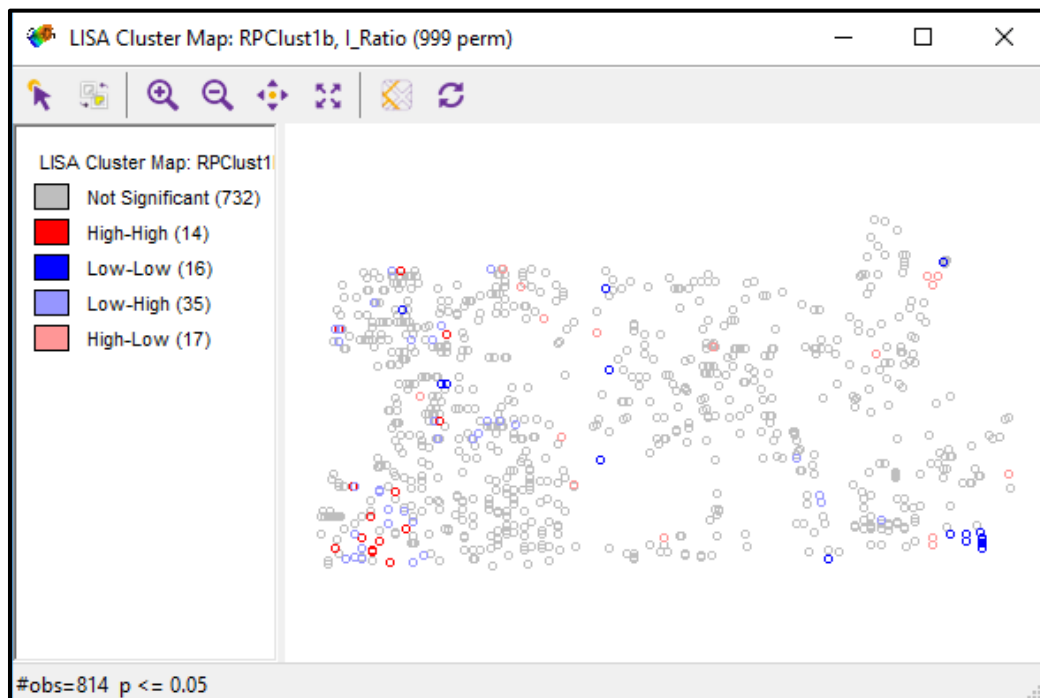 LISA Cluster Map: RPClust1b, I_Ratio (999 perm)
LISA Cluster Map: RPClust1
Not Significant (732)
High-High (14)
Low-Low (16)
Low-High (35)
High-Low (17)
#obs=814 p <= 0.05